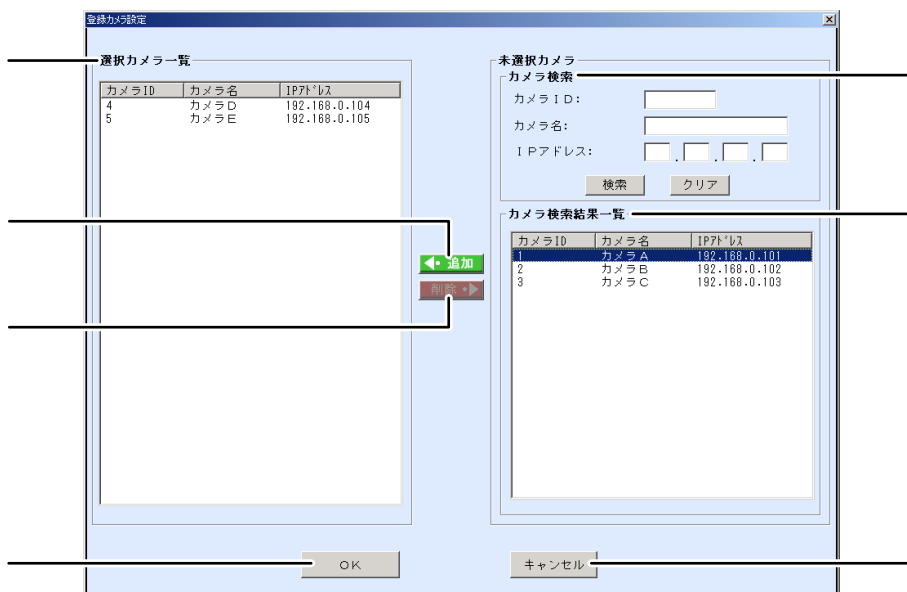 登録カメラ設定
選択カメラ一覧
カメラID カメラ名 IPアドレス
4 カメラD 192.168.0.104
5 カメラE 192.168.0.105
追加
削除
未選択カメラ
カメラ検索
カメラID:
カメラ名:
IPアドレス:
. . .
検索 クリア
カメラ検索結果一覧
カメラID カメラ名 IPアドレス
1 カメラA 192.168.0.101
2 カメラB 192.168.0.102
3 カメラC 192.168.0.103
OK キャンセル